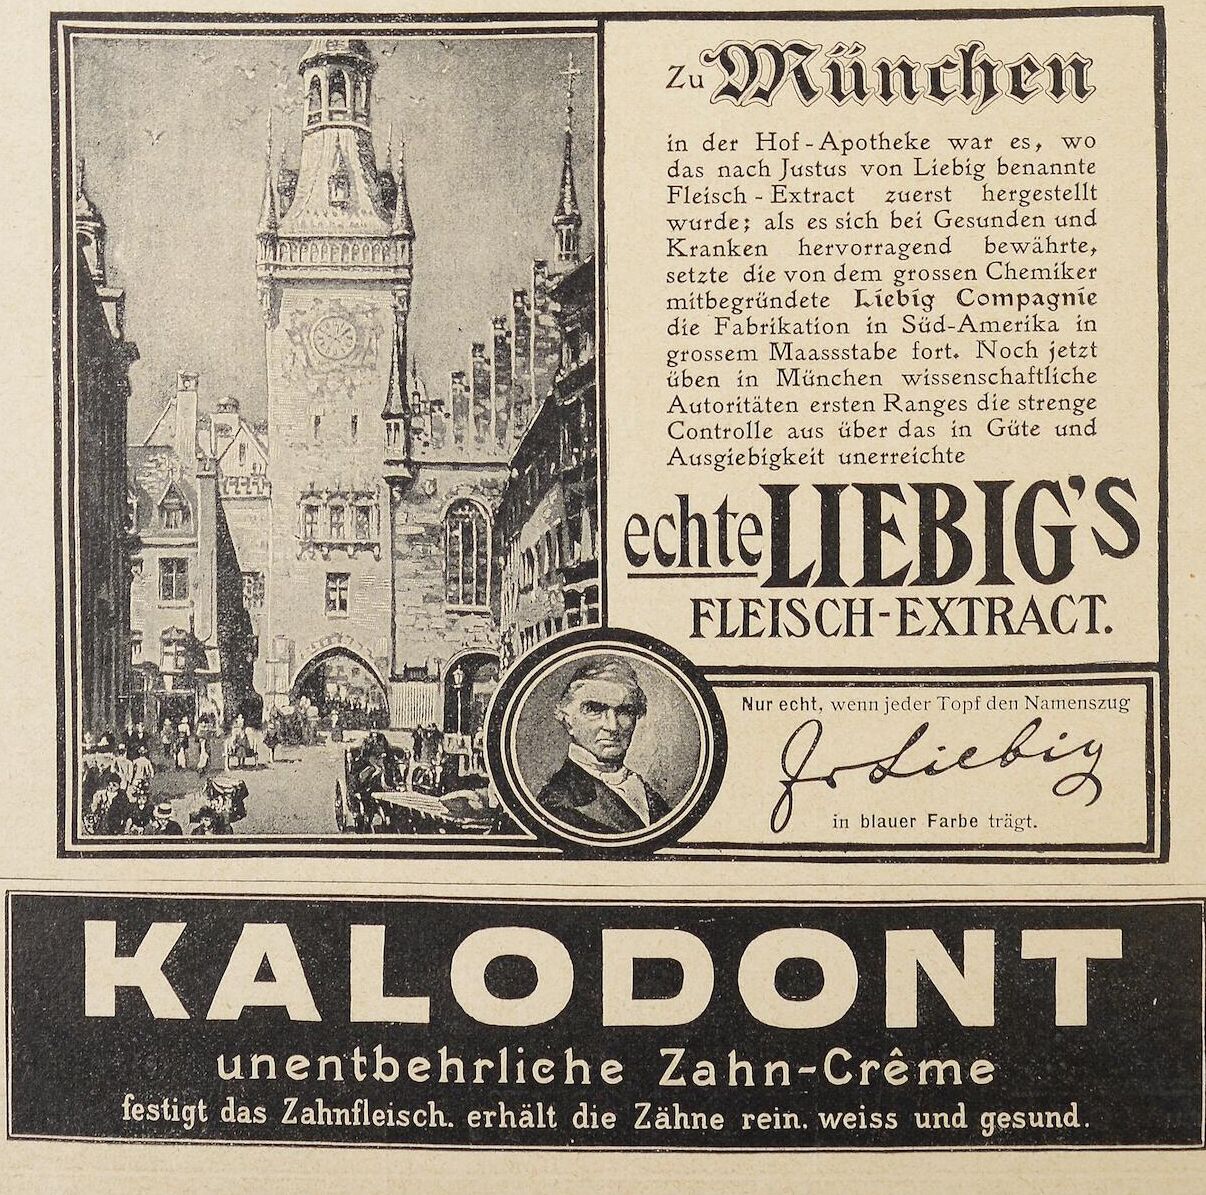 Zu München
in der Hof-Apotheke war es, wo
das nach Justus von Liebig benannte
Fleisch-Extract zuerst hergestellt
wurde; als es sich bei Gesunden und
Kranken hervorragend bewährte,
setzte die von dem grossen Chemiker
mitbegründete Liebig Compagnie
die Fabrikation in Süd-Amerika in
grossem Maassstabe fort. Noch jetzt
üben in München wissenschaftliche
Autoritäten ersten Ranges die strenge
Controlle aus über das in Güte und
Ausgiebigkeit unerreichte
echte LIEBIG'S
FLEISCH-EXTRACT.
Nur echt, wenn jeder Topf den Namenszug
Jv Liebig
in blauer Farbe trägt.
KALODONT
unentbehrliche Zahn-Crême
festigt das Zahnfleisch. erhält die Zähne rein. weiss und gesund.